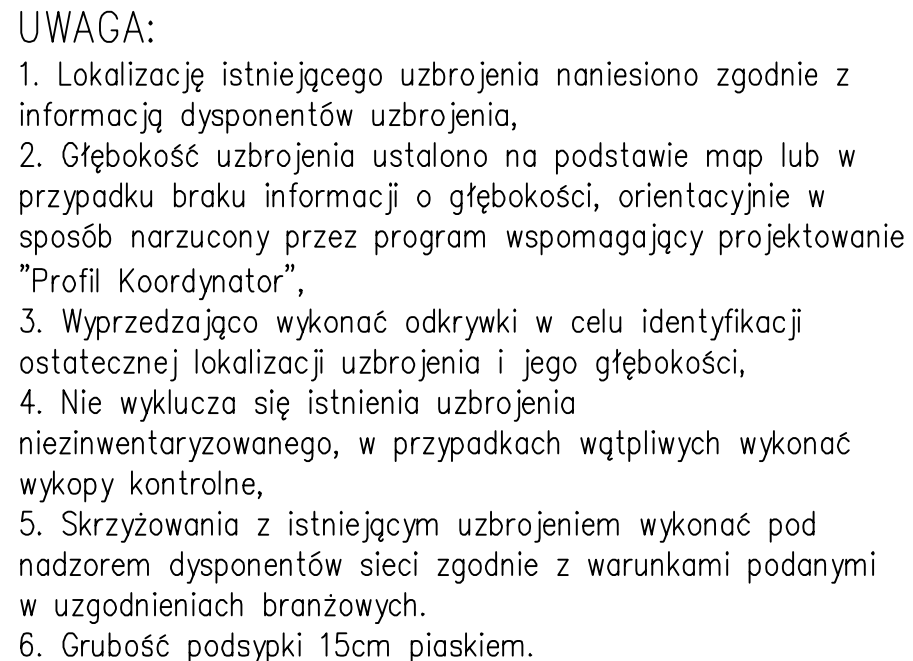 UWAGA:
1. Lokalizację istniejącego uzbrojenia naniesiono zgodnie z
informacją dysponentów uzbrojenia,
2. Głębokość uzbrojenia ustalono na podstawie map lub w
przypadku braku informacji o głębokości, orientacyjnie w
sposób narzucony przez program wspomagający projektowanie
"Profil Koordynator",
3. Wyprzedzająco wykonać odkrywki w celu identyfikacji
ostatecznej lokalizacji uzbrojenia i jego głębokości,
4. Nie wyklucza się istnienia uzbrojenia
niezinwentaryzowanego, w przypadkach wątpliwych wykonać
wykopy kontrolne,
5. Skrzyżowania z istniejącym uzbrojeniem wykonać pod
nadzorem dysponentów sieci zgodnie z warunkami podanymi
w uzgodnieniach branżowych.
6. Grubość podsypki 15cm piaskiem.